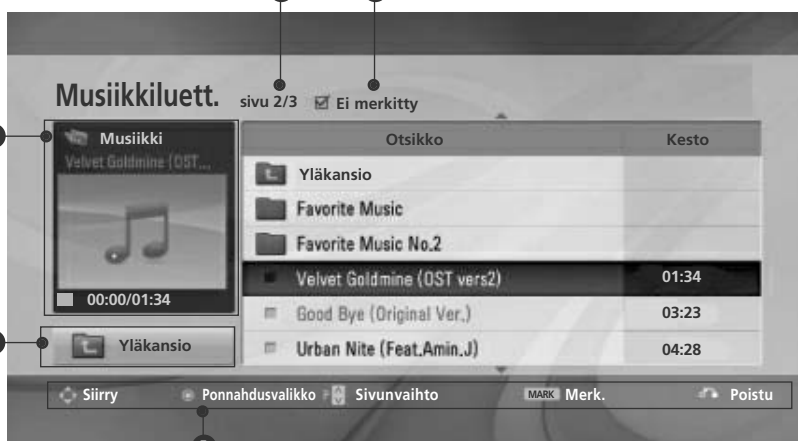 Musiikkiluett. sivu 2/3 Ei merkitty
Musiikki
Velvet Goldmine (OST...
00:00/01:34
Yläkansio
Otsikko Kesto
Yläkansio
Favorite Music
Favorite Music No.2
Velvet Goldmine (OST vers2) 01:34
Good Bye (Original Ver.) 03:23
Urban Nite (Feat.Amin.J) 04:28
Siirry Ponnahdusvalikko P Sivunvaihto MARK Merk. Poistu